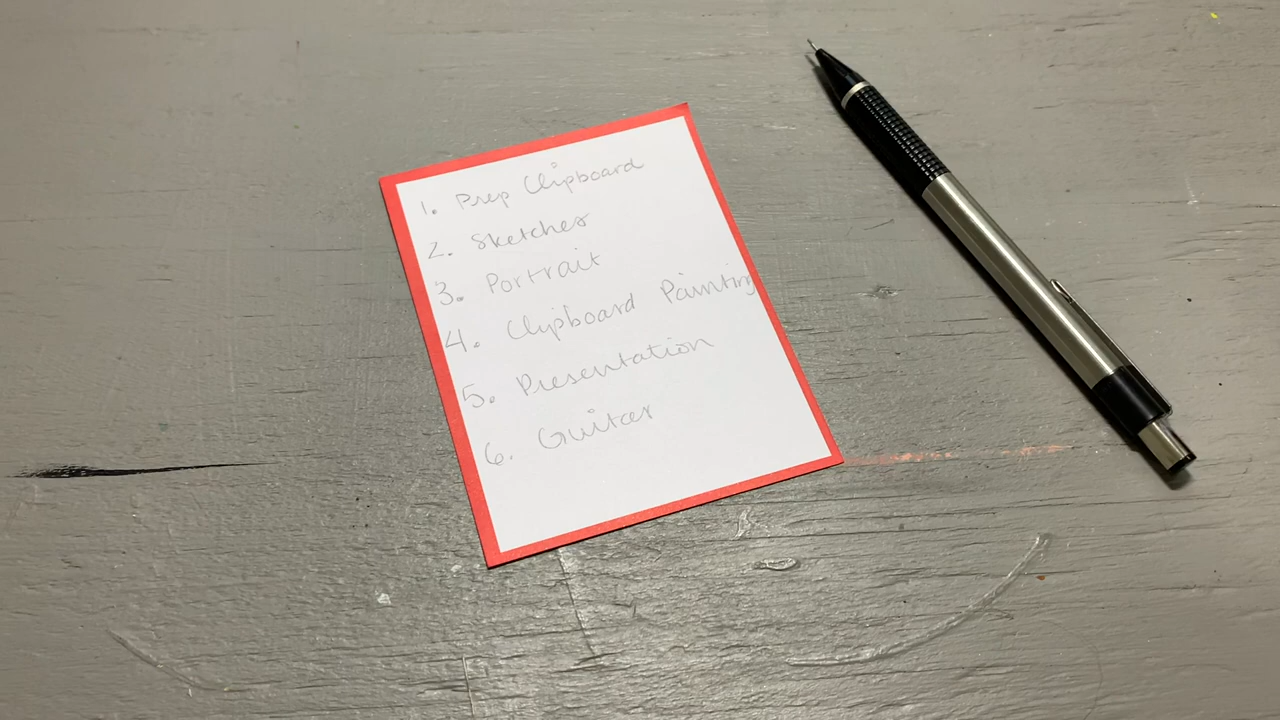 1. Prep Clipboard
2. Sketches
3. Portrait
4. Clipboard Painting
5. Presentation
6. Guitar